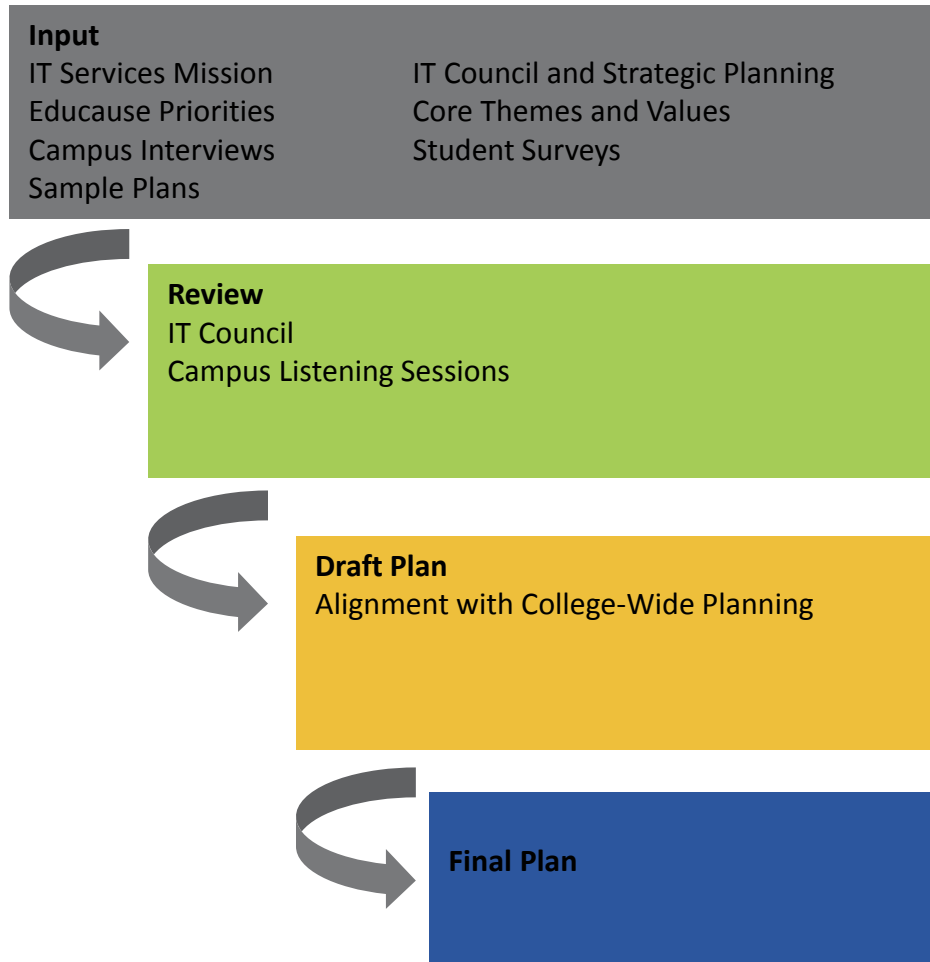 Input
IT Services Mission
Educause Priorities
Campus Interviews
Sample Plans
IT Council and Strategic Planning
Core Themes and Values
Student Surveys
Review
IT Council
Campus Listening Sessions
Draft Plan
Alignment with College-Wide Planning
Final Plan